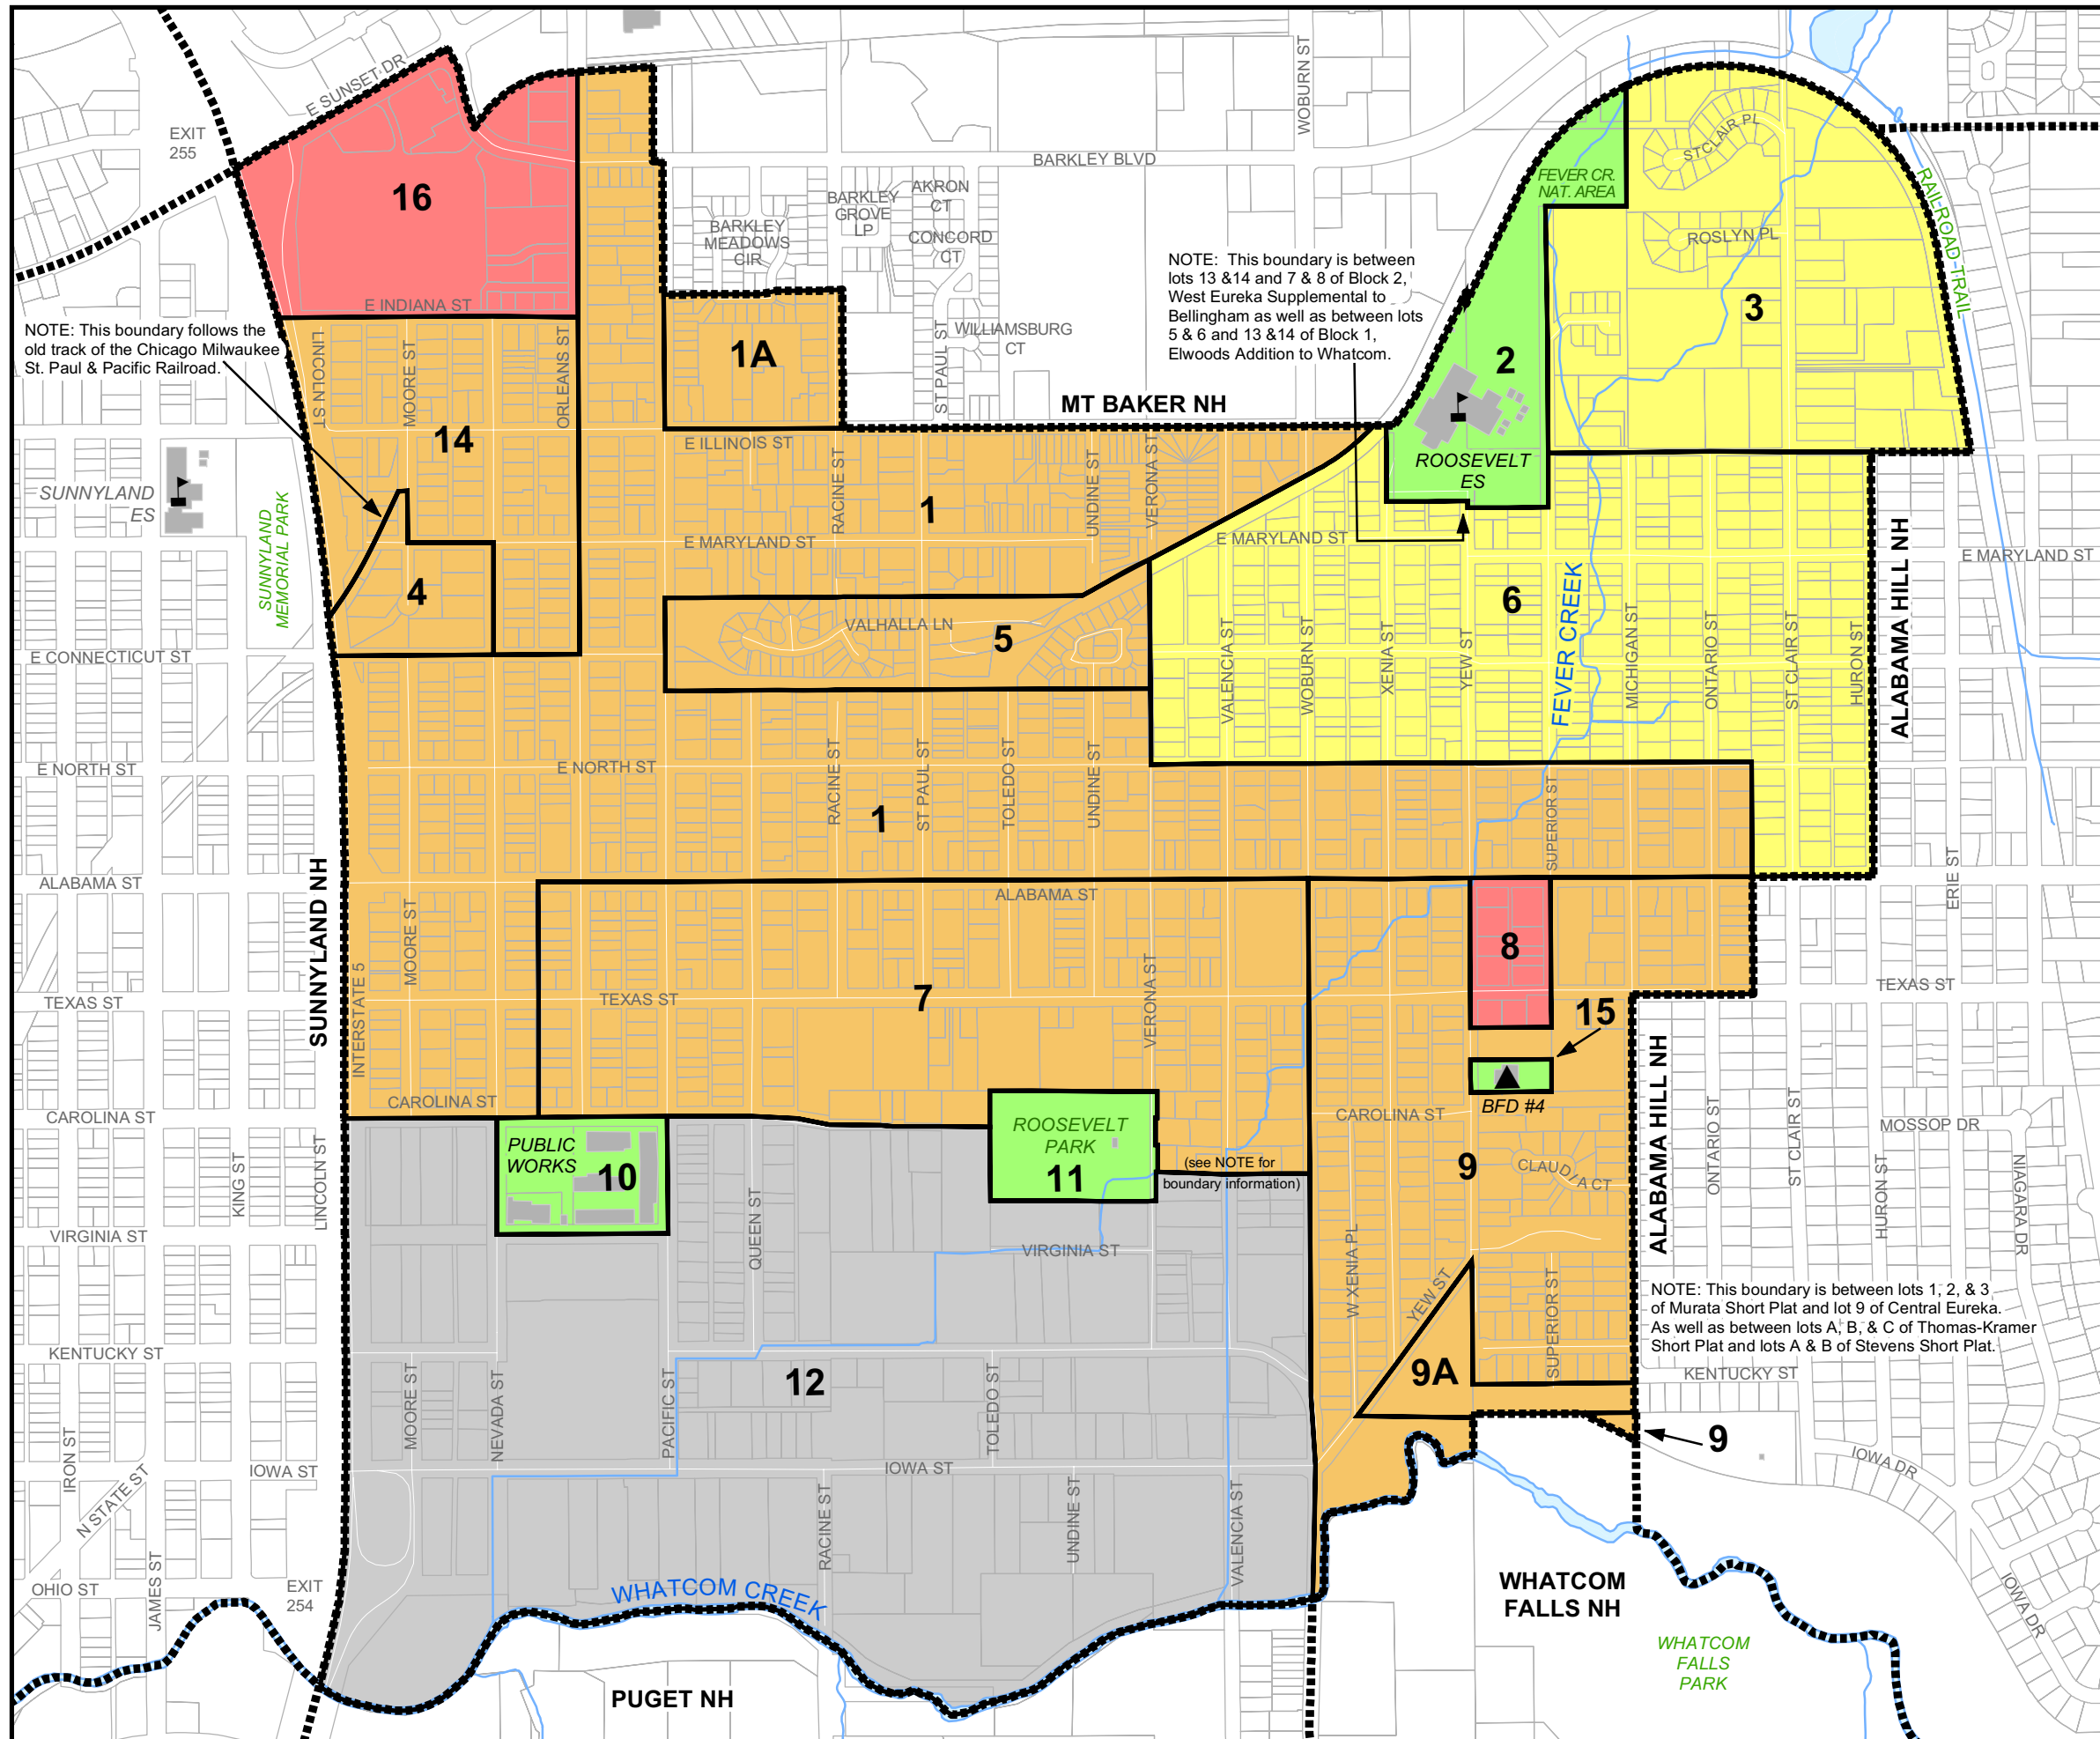 E SUNSET DR
EXIT
255
16
E INDIANA ST
NOTE: This boundary follows the
old track of the Chicago Milwaukee
St. Paul & Pacific Railroad.
LINCOLN ST
MOORE ST
ORLEANS ST
14
4
SUNNYLAND
ES
SUNNYLAND
MEMORIAL PARK
WOBURN ST
BARKLEY BLVD
BARKLEY
MEADOWS
CIR
BARKLEY
GROVE
LP
AKRON
CT
CONCORD
CT
WILLIAMSBURG
CT
ST PAUL ST
1A
MT BAKER NH
NOTE: This boundary is between
lots 13 &14 and 7 & 8 of Block 2,
West Eureka Supplemental to
Bellingham as well as between lots
5 & 6 and 13 &14 of Block 1,
Elwoods Addition to Whatcom.
FEVER CR.
NAT. AREA
ST CLAIR PL
ROSLYN PL
RAILROAD TRAIL
3
2
ROOSEVELT
ES
E ILLINOIS ST
RACINE ST
1
UNDINE ST
VERONA ST
E MARYLAND ST
E MARYLAND ST
E MARYLAND ST
VALHALLA LN
5
6
FEVER CREEK
VALENCIA ST
WOBURN ST
XENIA ST
YEW ST
MICHIGAN ST
ONTARIO ST
ST CLAIR ST
HURON ST
ALABAMA HILL NH
E CONNECTICUT ST
E NORTH ST
E NORTH ST
RACINE ST
ST PAUL ST
TOLEDO ST
UNDINE ST
1
SUPERIOR ST
ALABAMA ST
ALABAMA ST
ERIE ST
SUNNYLAND NH
INTERSTATE 5
MOORE ST
TEXAS ST
TEXAS ST
TEXAS ST
7
VERONA ST
8
15
BFD #4
CAROLINA ST
CAROLINA ST
CAROLINA ST
KING ST
LINCOLN ST
PUBLIC
WORKS
10
ROOSEVELT
PARK
11
(see NOTE for
boundary information)
9
CLAUDIA CT
ALABAMA HILL NH
ONTARIO ST
ST CLAIR ST
MOSSOP DR
HURON ST
NIAGARA DR
VIRGINIA ST
QUEEN ST
VIRGINIA ST
W XENIA PL
YEW ST
SUPERIOR ST
NOTE: This boundary is between lots 1, 2, & 3
of Murata Short Plat and lot 9 of Central Eureka.
As well as between lots A, B, & C of Thomas-Kramer
Short Plat and lots A & B of Stevens Short Plat.
KENTUCKY ST
KENTUCKY ST
12
9A
MOORE ST
NEVADA ST
PACIFIC ST
TOLEDO ST
9
IOWA DR
IRON ST
N STATE ST
IOWA ST
IOWA ST
RACINE ST
UNDINE ST
VALENCIA ST
JAMES ST
OHIO ST
EXIT
254
WHATCOM CREEK
WHATCOM
FALLS NH
IOWA DR
WHATCOM
FALLS
PARK
PUGET NH